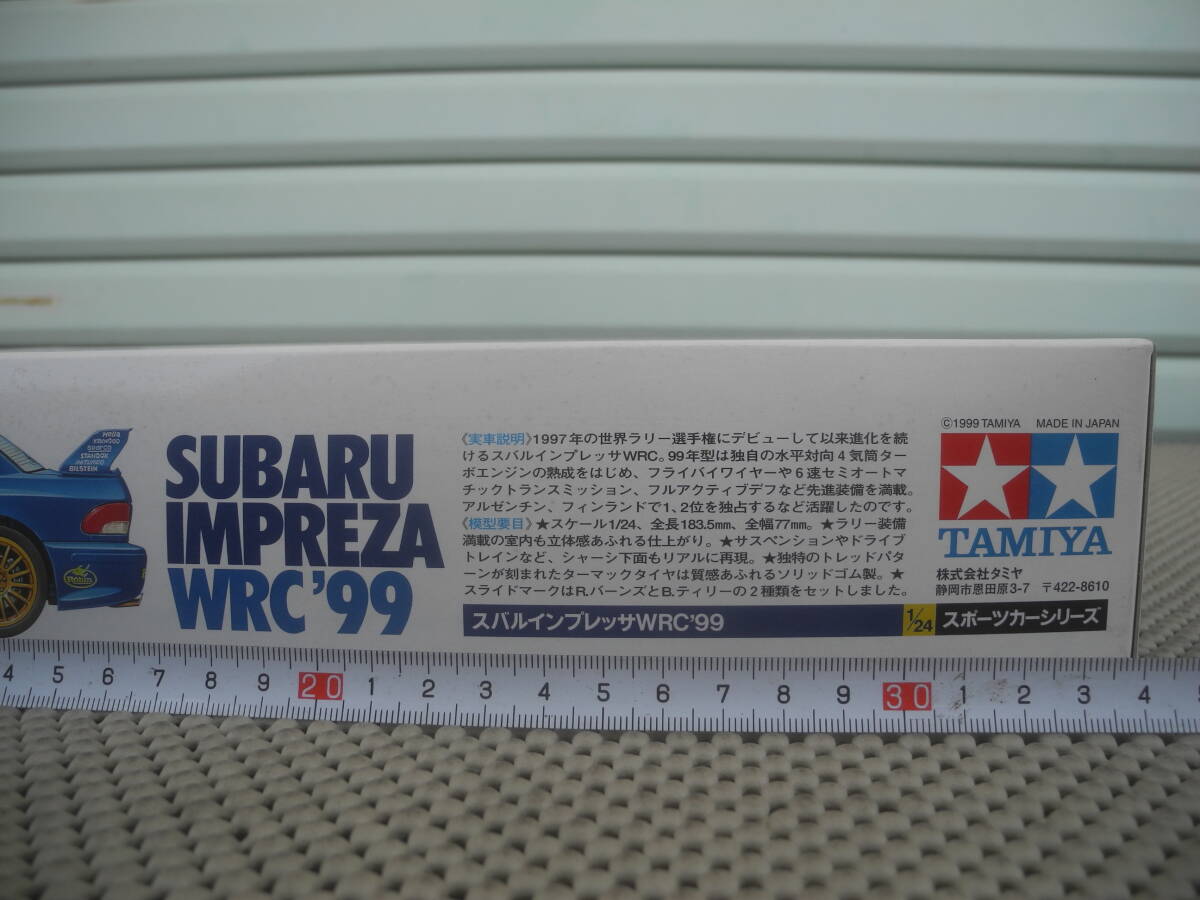 SUBARU
IMPREZA
WRC '99
STANDOX
BILSTEIN
《実車説明》1997年の世界ラリー選手権にデビューして以来進化を続
けるスバルインプレッサWRC。99年型は独自の水平対向4気筒ター
ボエンジンの熟成をはじめ、フライバイワイヤーや6速セミオートマ
チックトランスミッション、フルアクティブデフなど先進装備を満載。
アルゼンチン、フィンランドで1、2位を独占するなど活躍したのです。
《模型要目》★スケール1/24、全長183.5mm、全幅77mm。★ラリー装備
満載の室内も立体感あふれる仕上がり。★サスペンションやドライブ
トレインなど、シャーシ下面もリアルに再現。★独特のトレッドパタ
ーンが刻まれたターマックタイヤは質感あふれるソリッドゴム製。★
スライドマークはR.バーンズとB.ティリーの2種類をセットしました。
スバルインプレッサWRC'99
1/24 スポーツカーシリーズ
©1999 TAMIYA MADE IN JAPAN
TAMIYA
株式会社タミヤ
静岡市恩田原3-7 〒422-8610
4 5 6 7 8 9 20 1 2 3 4 5 6 7 8 9 30 1 2 3 4